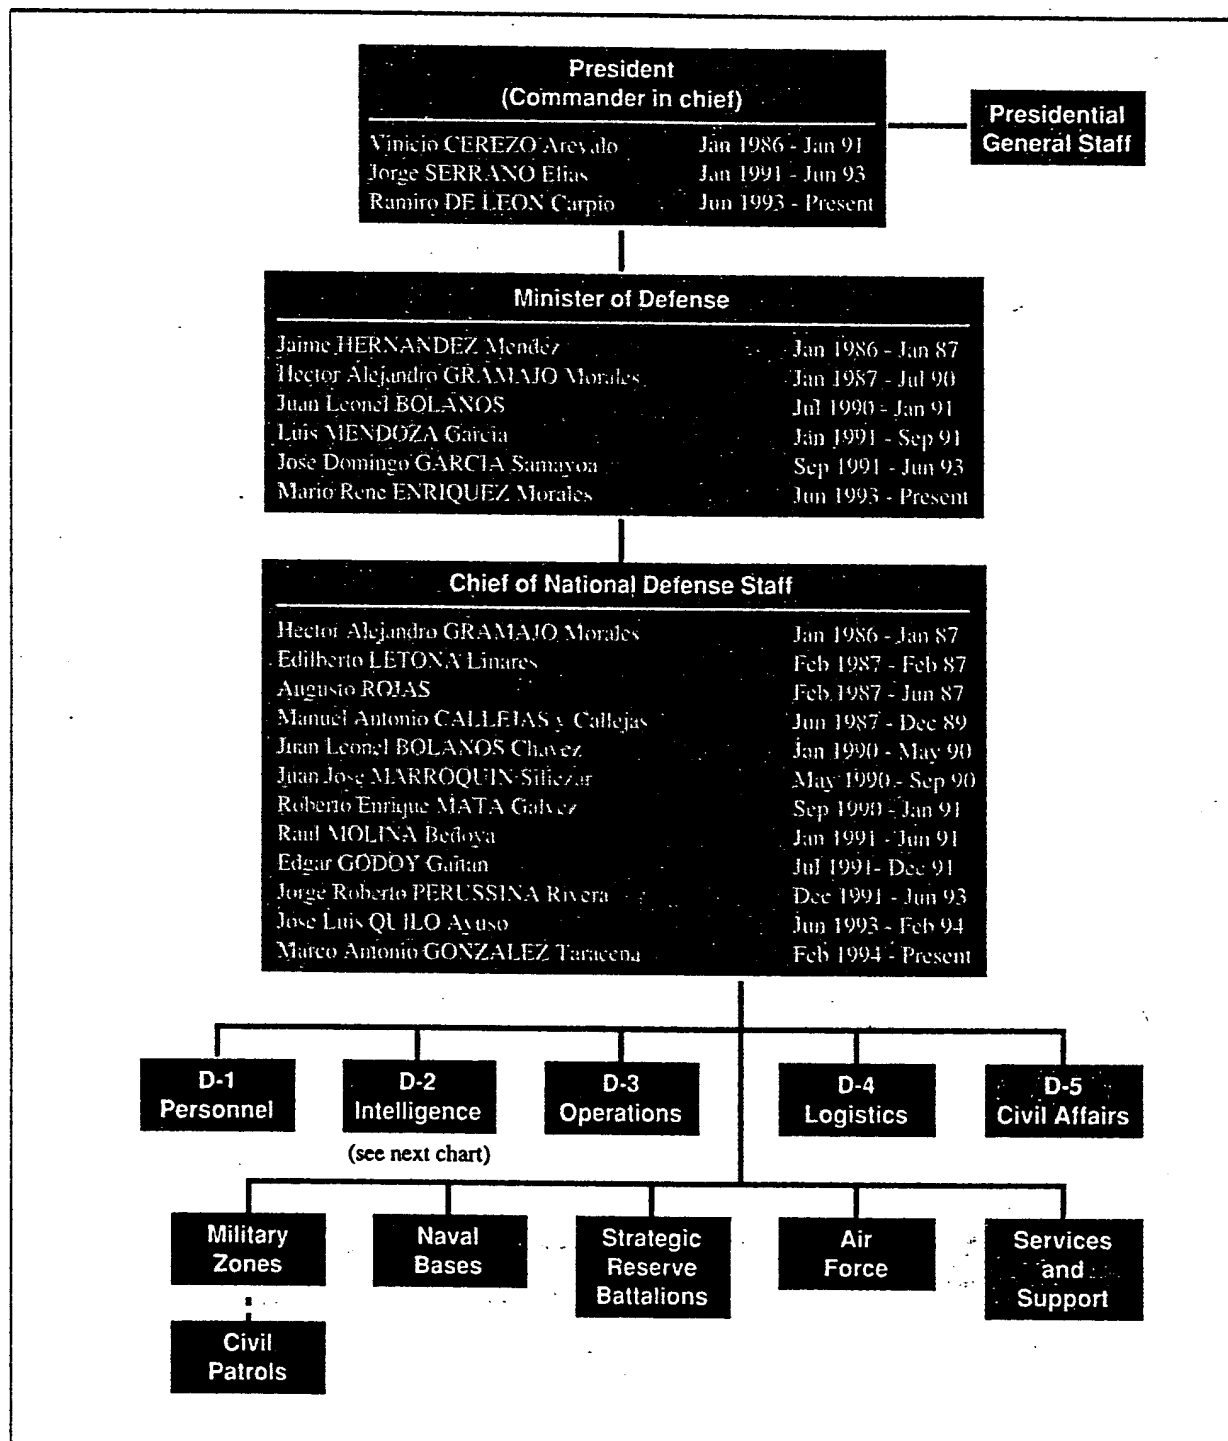 President
(Commander in chief)
Presidential
General Staff
Vinicio CEREZO Arevalo Jan 1986 - Jan 91
Jorge SERRANO Elias Jan 1991 - Jun 93
Ramiro DE LEON Carpio Jun 1993 - Present
Minister of Defense
Jaime HERNANDEZ Mendez Jan 1986 - Jan 87
Hector Alejandro GRAMAJO Morales Jan 1987 - Jul 90
Juan Leonel BOLANOS Jul 1990 - Jan 91
Luis MENDOZA Garcia Jan 1991 - Sep 91
Jose Domingo GARCIA Samayoa Sep 1991 - Jun 93
Mario Rene ENRIQUEZ Morales Jun 1993 - Present
Chief of National Defense Staff
Hector Alejandro GRAMAJO Morales Jan 1986 - Jan 87
Edilberto LETONA Linares Feb 1987 - Feb 87
Augusto ROJAS Feb 1987 - Jun 87
Manuel Antonio CALLEJAS y Callejas Jun 1987 - Dec 89
Juan Leonel BOLANOS Chavez Jan 1990 - May 90
Juan Jose MARROQUIN Siliezar May 1990 - Sep 90
Roberto Enrique MATA Galvez Sep 1990 - Jan 91
Raul MOLINA Bedoya Jan 1991 - Jun 91
Edgar GODOY Gaitan Jul 1991- Dec 91
Jorge Roberto PERUSSINA Rivera Dec 1991 - Jun 93
Jose Luis QUILO Ayuso Jun 1993 - Feb 94
Marco Antonio GONZALEZ Taracena Feb 1994 - Present
D-1
Personnel
D-2
Intelligence
(see next chart)
D-3
Operations
D-4
Logistics
D-5
Civil Affairs
Military
Zones
Naval
Bases
Strategic
Reserve
Battalions
Air
Force
Services
and
Support
Civil
Patrols